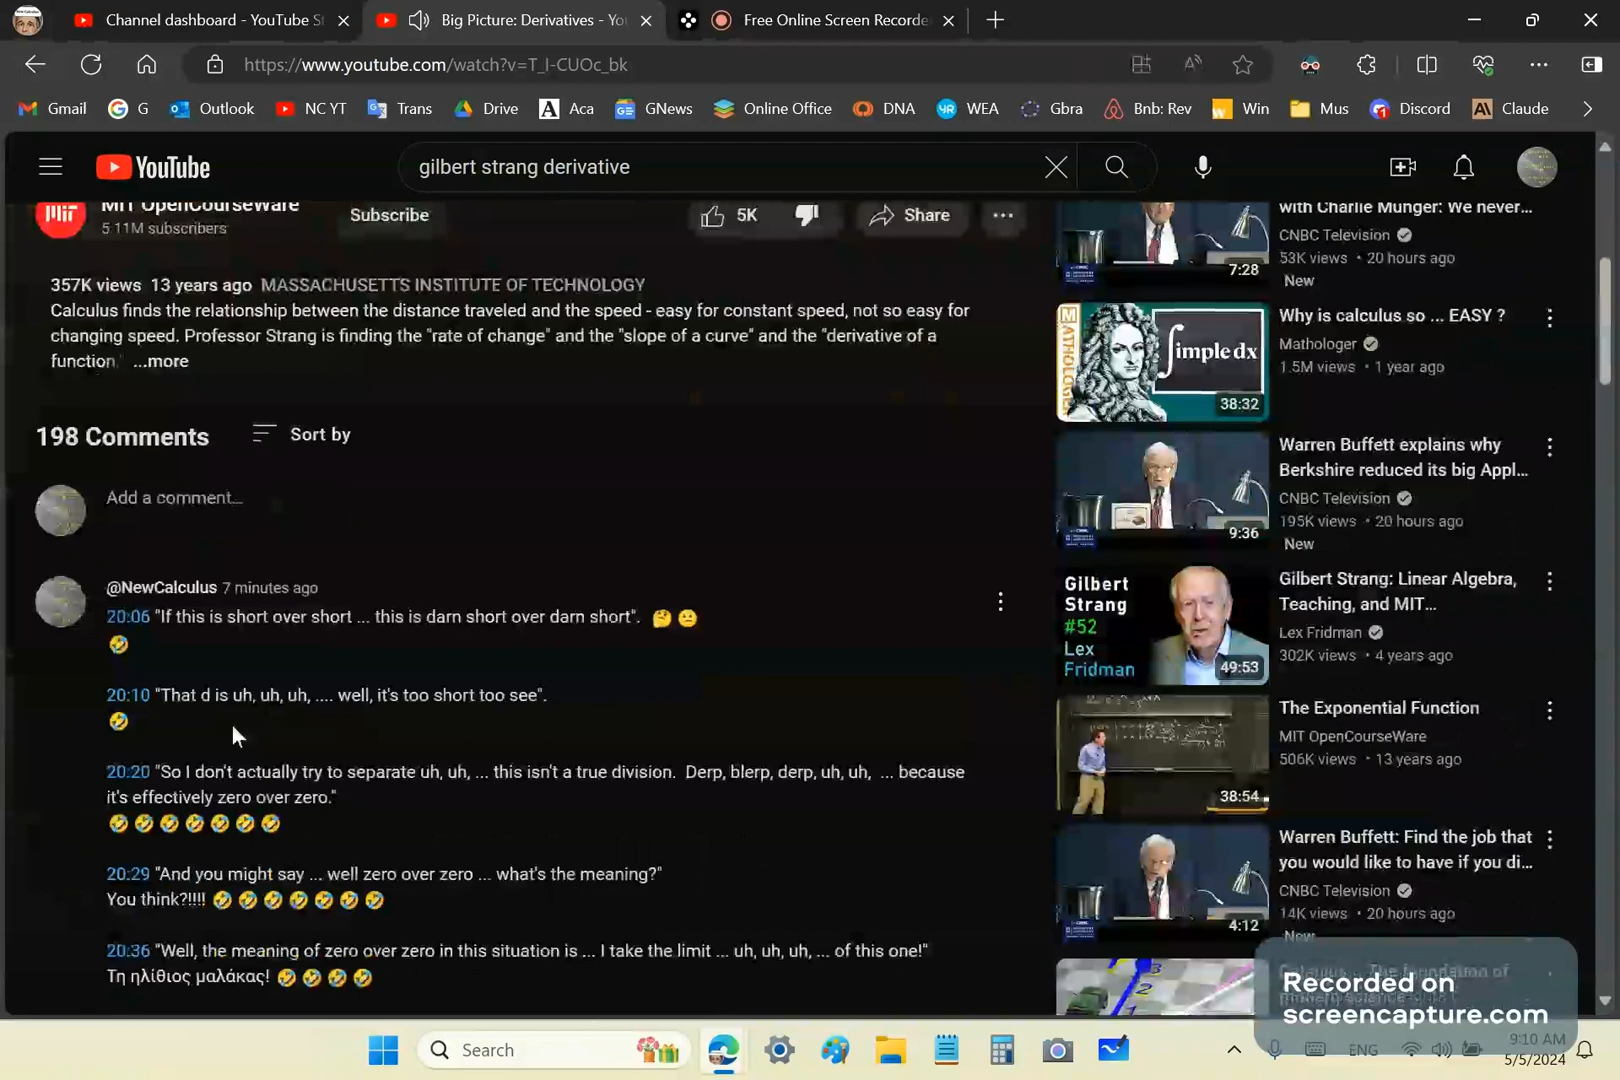 Channel dashboard - YouTube St
Big Picture: Derivatives - You
Free Online Screen Recorde
https://www.youtube.com/watch?v=T_I-CUOc_bk
Gmail
G
Outlook
NC YT
Trans
Drive
Aca
GNews
Online Office
DNA
WEA
Gbra
Bnb: Rev
Win
Mus
Discord
Claude
YouTube
gilbert strang derivative
MIT OpenCourseWare
5.11M subscribers
Subscribe
5K
Share
357K views 13 years ago MASSACHUSETTS INSTITUTE OF TECHNOLOGY
Calculus finds the relationship between the distance traveled and the speed - easy for constant speed, not so easy for
changing speed. Professor Strang is finding the "rate of change" and the "slope of a curve" and the "derivative of a
function." ...more
198 Comments
Sort by
Add a comment...
@NewCalculus 7 minutes ago
20:06 "If this is short over short ... this is darn short over darn short". 🤔 😐
🤣
20:10 "That d is uh, uh, uh, .... well, it's too short too see".
🤣
20:20 "So I don't actually try to separate uh, uh, ... this isn't a true division. Derp, blerp, derp, uh, uh, ... because
it's effectively zero over zero."
🤣 🤣 🤣 🤣 🤣 🤣 🤣
20:29 "And you might say ... well zero over zero ... what's the meaning?"
You think?!!!! 🤣 🤣 🤣 🤣 🤣 🤣 🤣
20:36 "Well, the meaning of zero over zero in this situation is ... I take the limit ... uh, uh, uh, ... of this one!"
Τη ηλίθιος μαλάκας! 🤣 🤣 🤣 🤣
with Charlie Munger: We never...
CNBC Television
53K views • 20 hours ago
New
7:28
Why is calculus so ... EASY ?
Mathologer
1.5M views • 1 year ago
MATHOLOGER
∫imple dx
38:32
Warren Buffett explains why
Berkshire reduced its big Appl...
CNBC Television
195K views • 20 hours ago
New
9:36
Gilbert Strang: Linear Algebra,
Teaching, and MIT...
Lex Fridman
302K views • 4 years ago
Gilbert
Strang
#52
Lex
Fridman
49:53
The Exponential Function
MIT OpenCourseWare
506K views • 13 years ago
38:54
Warren Buffett: Find the job that
you would like to have if you di...
CNBC Television
14K views • 20 hours ago
New
4:12
Recorded on
screencapture.com
Search
ENG
9:10 AM
5/5/2024